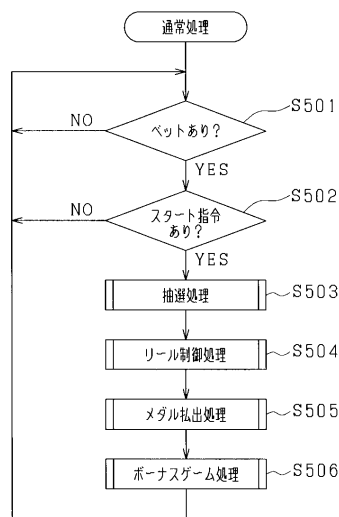 通常処理
ベットあり?
S501
NO
YES
スタート指令
あり?
S502
NO
YES
抽選処理
S503
リール制御処理
S504
メダル払出処理
S505
ボーナスゲーム処理
S506